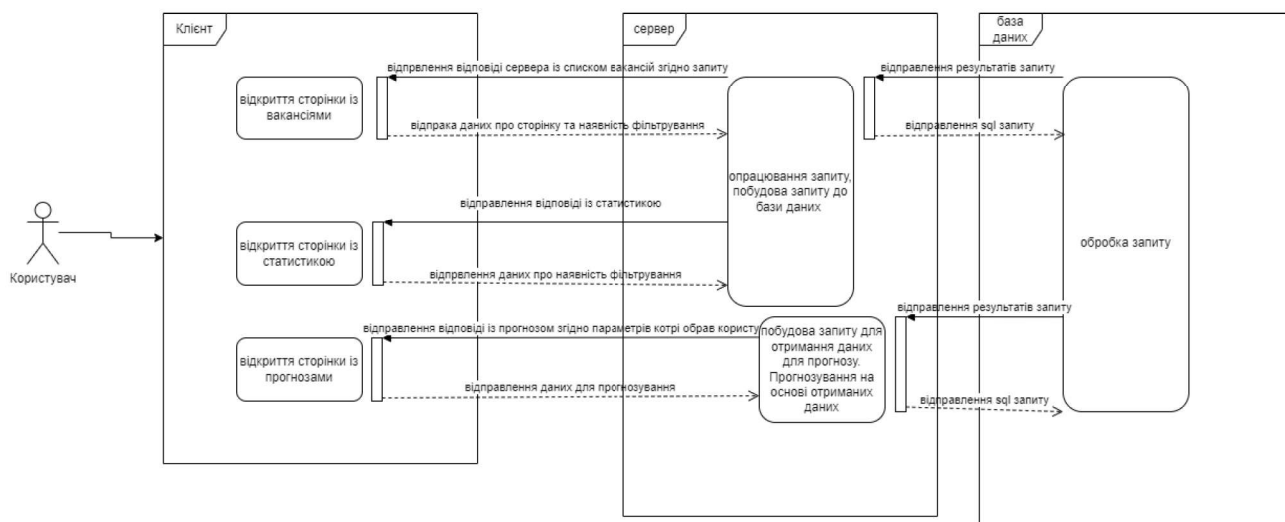 Клієнт
сервер
база
даних
відпрвлення відповіді сервера із списком вакансій згідно запиту
відправлення результатів запиту
відкриття сторінки із
вакансіями
відпрака даних про сторінку та наявність фільтрування
відправлення sql запиту
опрацювання запиту,
побудова запиту до
бази даних
відправлення відповіді із статистикою
Користувач
відкриття сторінки із
статистикою
обробка запиту
відпрвлення даних про наявність фільтрування
відправлення результатів запиту
відправлення відповіді із прогнозом згідно параметрів котрі обрав користу
побудова запиту для
отримання даних
для прогнозу.
Прогнозування на
основі отриманих
даних
відкриття сторінки із
прогнозами
відправлення даних для прогнозування
відправлення sql запиту